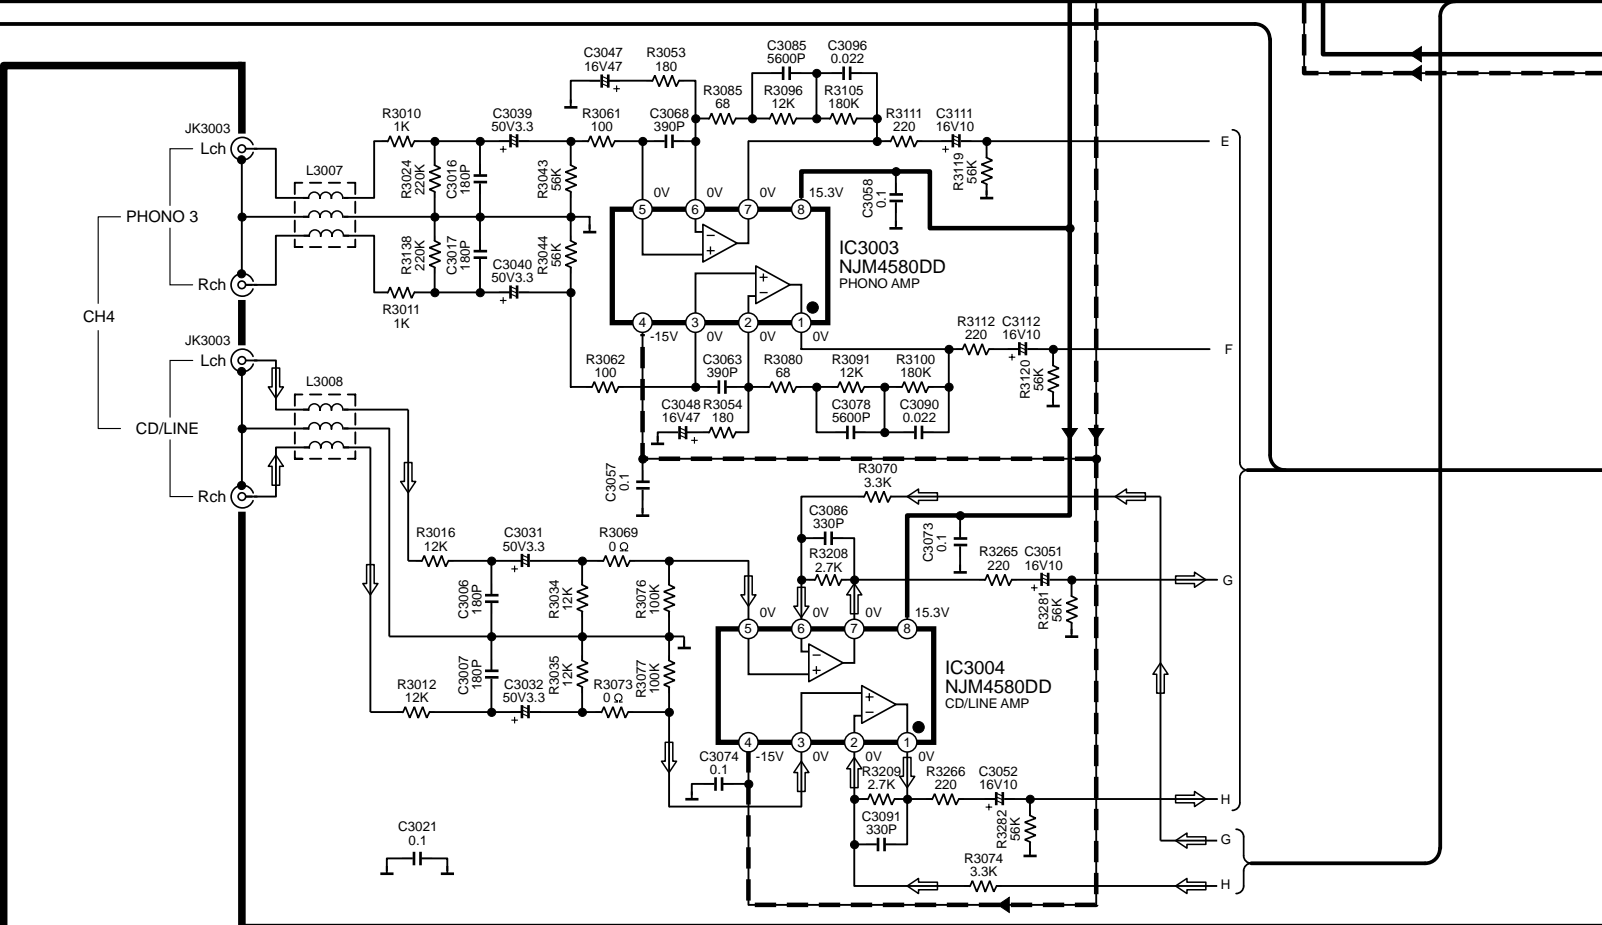 C3047
16V47
+
R3053
180
C3085
5600P
C3096
0.022
R3085
68
R3096
12K
R3105
180K
JK3003
Lch
R3010
1K
C3039
50V3.3
+
R3061
100
C3068
390P
R3111
220
C3111
16V10
+
E
L3007
R3024
220K
C3016
180P
R3043
56K
R3119
56K
0V
0V
0V
C3058
0.1
15.3V
5
6
7
8
PHONO 3
−
+
IC3003
NJM4580DD
PHONO AMP
R3138
220K
C3017
180P
C3040
50V3.3
+
R3044
56K
+
−
Rch
R3011
1K
CH4
4
3
2
1
-15V
0V
0V
0V
JK3003
Lch
R3112
220
C3112
16V10
+
F
R3062
100
C3063
390P
R3080
68
R3091
12K
R3100
180K
R3120
56K
L3008
C3048
16V47
+
R3054
180
C3078
5600P
C3090
0.022
CD/LINE
Rch
C3057
0.1
R3070
3.3K
C3086
330P
R3016
12K
C3031
50V3.3
+
R3069
0 Ω
R3208
2.7K
C3073
0.1
R3265
220
C3051
16V10
+
G
C3006
180P
R3034
12K
R3076
100K
R3281
56K
0V
0V
0V
15.3V
5
6
7
8
−
+
IC3004
NJM4580DD
CD/LINE AMP
C3007
180P
R3035
12K
R3077
100K
R3012
12K
C3032
50V3.3
+
R3073
0 Ω
+
−
4
3
2
1
-15V
0V
0V
0V
C3074
0.1
R3209
2.7K
R3266
220
C3052
16V10
+
H
C3091
330P
R3282
56K
C3021
0.1
G
R3074
3.3K
H